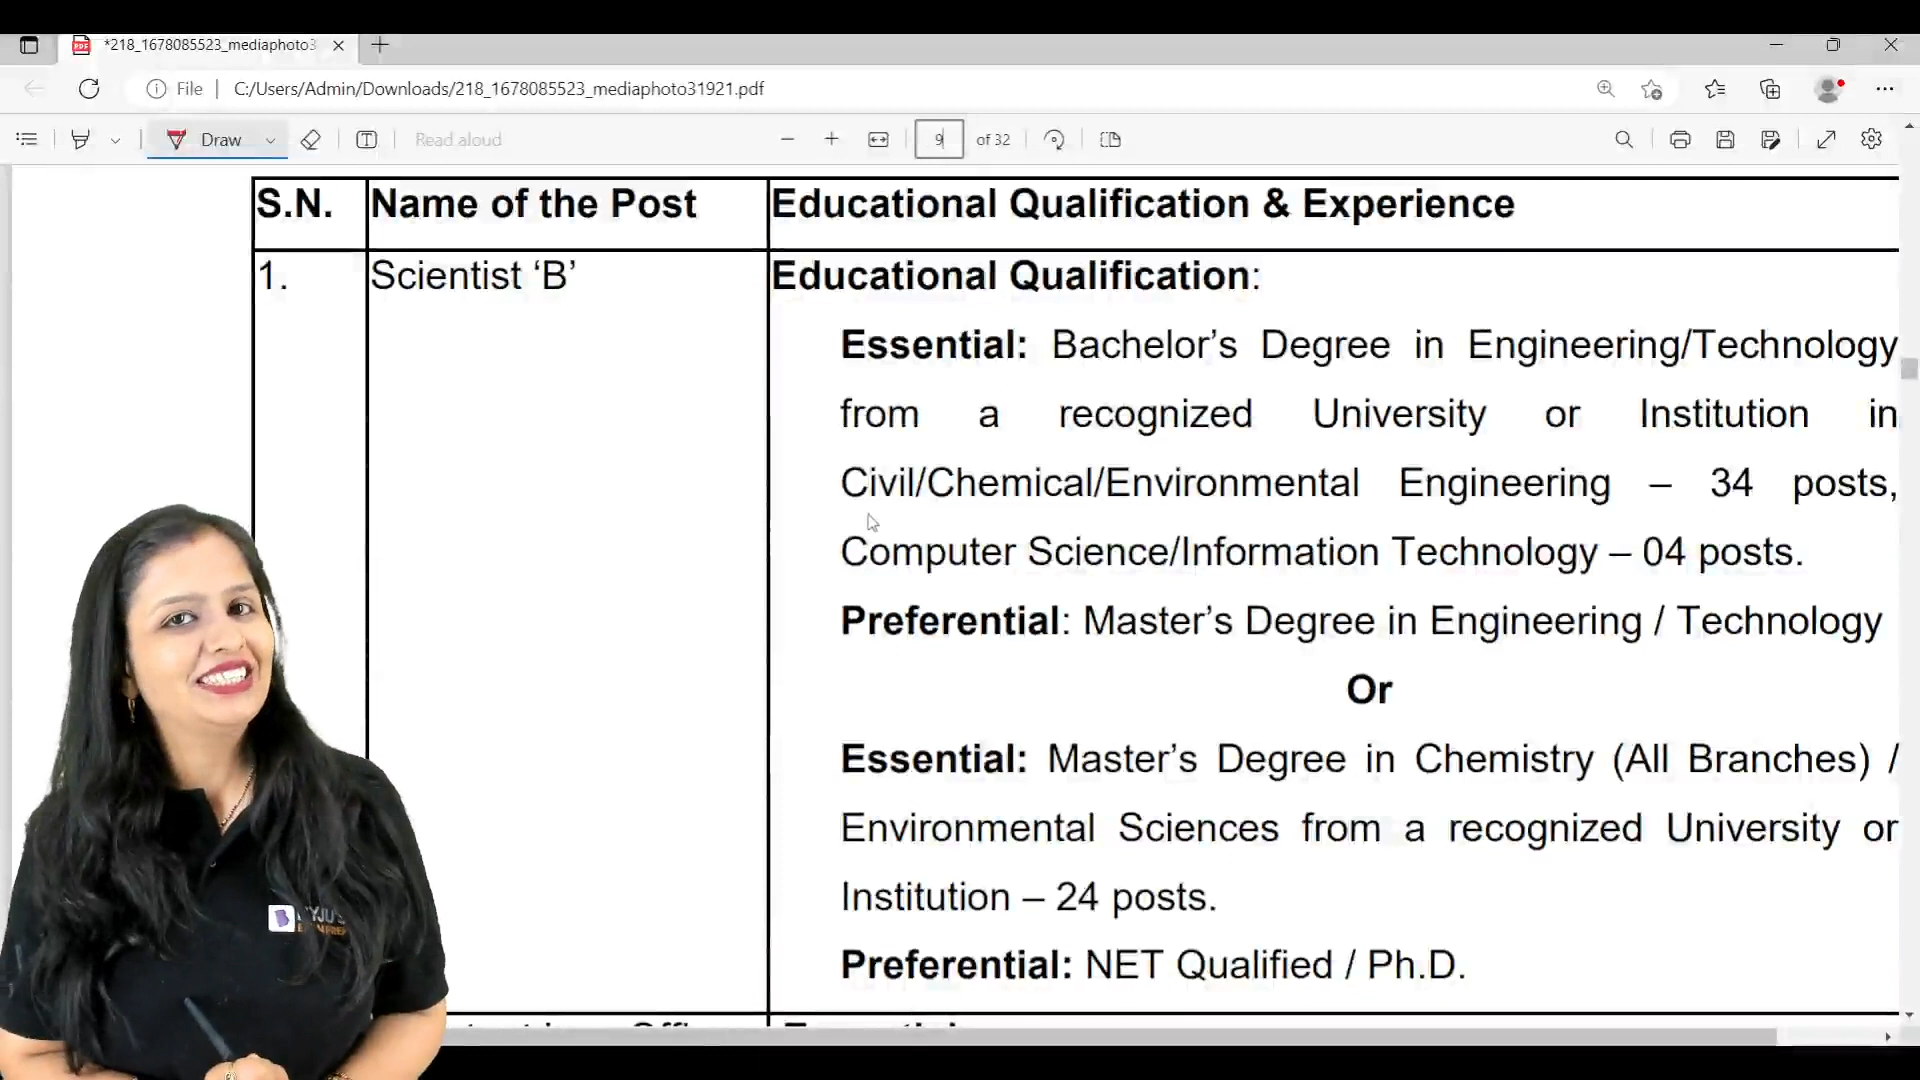 *218_1678085523_mediaphoto3
File
C:/Users/Admin/Downloads/218_1678085523_mediaphoto31921.pdf
Draw
Read aloud
9
of 32
S.N.
Name of the Post
Educational Qualification & Experience
1.
Scientist ‘B’
Educational Qualification:
Essential: Bachelor’s Degree in Engineering/Technology
from a recognized University or Institution in
Civil/Chemical/Environmental Engineering – 34 posts,
Computer Science/Information Technology – 04 posts.
Preferential: Master’s Degree in Engineering / Technology
Or
Essential: Master’s Degree in Chemistry (All Branches) /
Environmental Sciences from a recognized University or
Institution – 24 posts.
Preferential: NET Qualified / Ph.D.